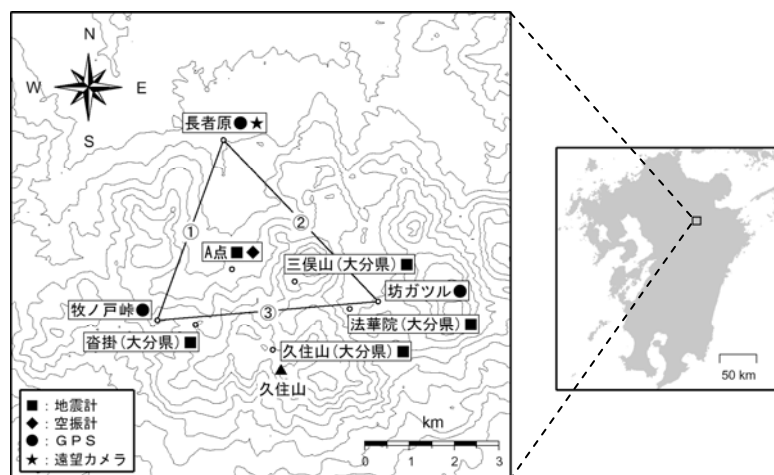 N
W E
S
長者原●★
①
②
A点■◆
三俣山(大分県)■
坊ガツル●
③
牧ノ戸峠●
法華院(大分県)■
沓掛(大分県)■
久住山(大分県)■
▲
久住山
■:地震計
◆:空振計
●:GPS
★:遠望カメラ
km
0 1 2 3
50 km